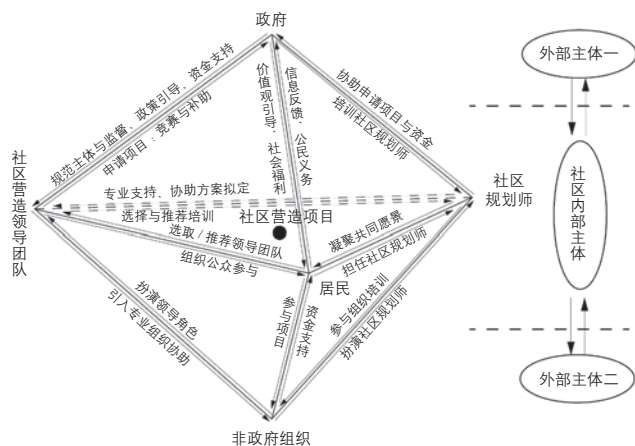 政府
外部主体一
规范主体与监督、政策引导、资金支持
申请项目：竞赛与补助
价值观引导、社会福利
信息反馈、公民义务
协助申请项目与资金
培训社区规划师
社区营造领导团队
专业支持、协助方案拟定
选择与推荐培训
社区营造项目
选取/推荐领导团队
组织公众参与
凝聚共同愿景
担任社区规划师
社区
规划师
社区内部主体
居民
扮演领导角色
引入专业组织协助
参与项目
资金支持
参与组织培训
扮演社区规划师
外部主体二
非政府组织